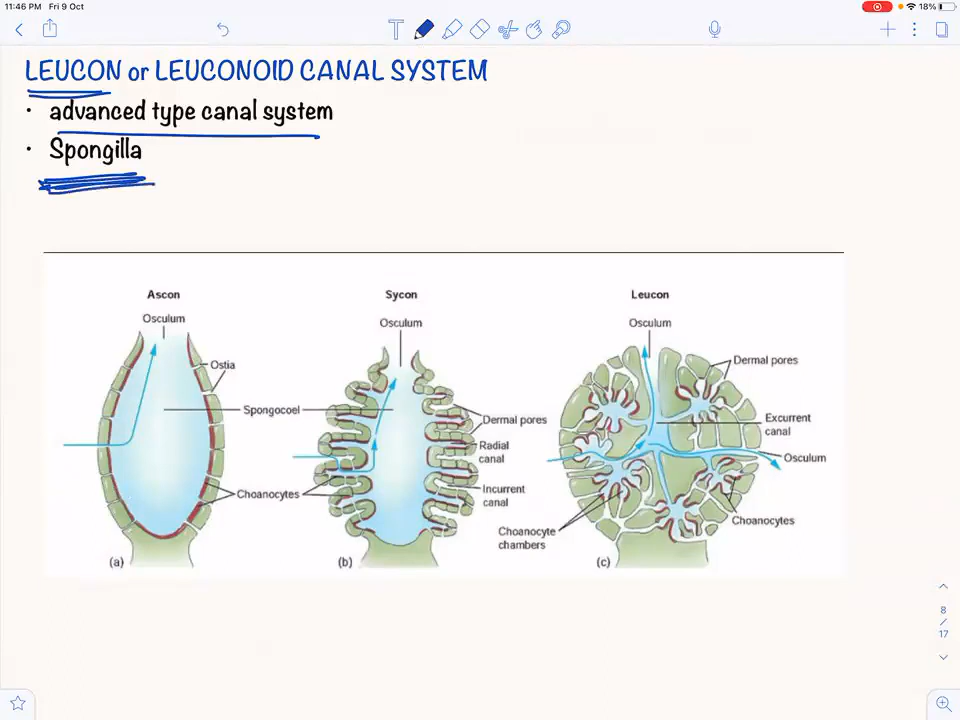 11:46 PM Fri 9 Oct
18%
T
LEUCON or LEUCONOID CANAL SYSTEM
· advanced type canal system
· Spongilla
Ascon
Sycon
Leucon
Osculum
Osculum
Osculum
Ostia
Dermal pores
Spongocoel
Dermal pores
Excurrent
canal
Radial
canal
Osculum
Choanocytes
Incurrent
canal
Choanocyte
chambers
Choanocytes
(a)
(b)
(c)
8
/
17